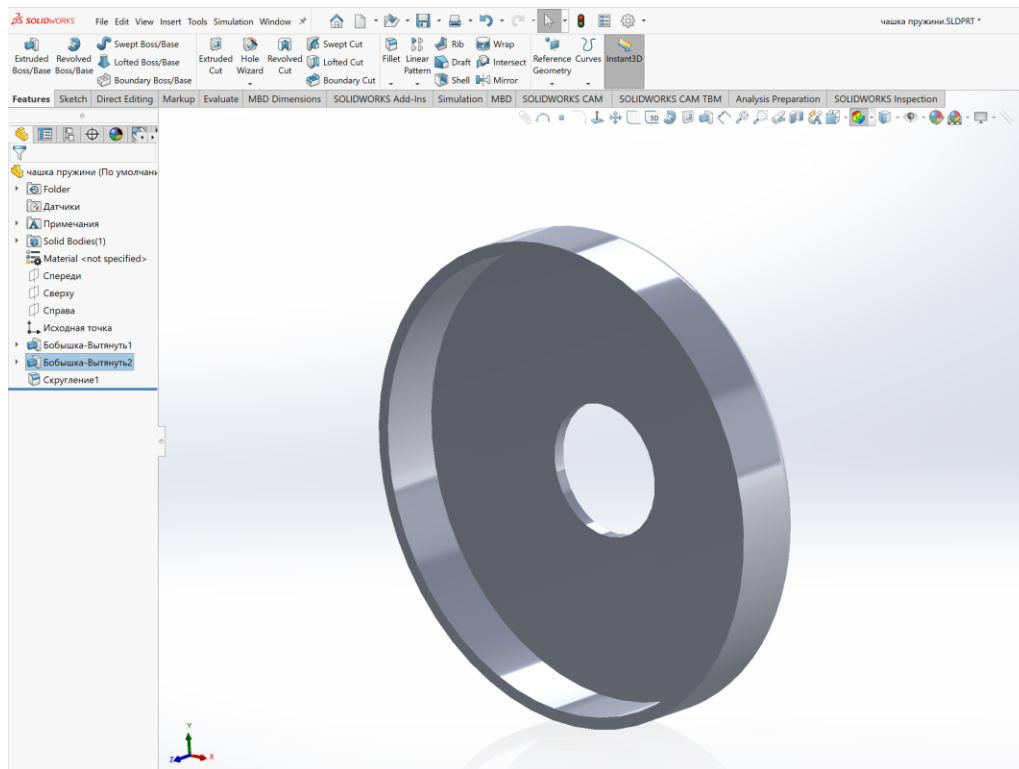 3S SOLIDWORKS File Edit View Insert Tools Simulation Window чашка пружини.SLDPRT *
Extruded Boss/Base
Revolved Boss/Base
Swept Boss/Base
Lofted Boss/Base
Boundary Boss/Base
Extruded Cut
Hole Wizard
Revolved Cut
Swept Cut
Lofted Cut
Boundary Cut
Fillet
Linear Pattern
Rib
Draft
Shell
Wrap
Intersect
Mirror
Reference Geometry
Curves
Instant3D
Features Sketch Direct Editing Markup Evaluate MBD Dimensions SOLIDWORKS Add-Ins Simulation MBD SOLIDWORKS CAM SOLIDWORKS CAM TBM Analysis Preparation SOLIDWORKS Inspection
3D
чашка пружини (По умолчани
Folder
Датчики
Примечания
Solid Bodies(1)
Material <not specified>
Спереди
Сверху
Справа
Исходная точка
Бобышка-Вытянуть1
Бобышка-Вытянуть2
Скругление1
Y
Z
X